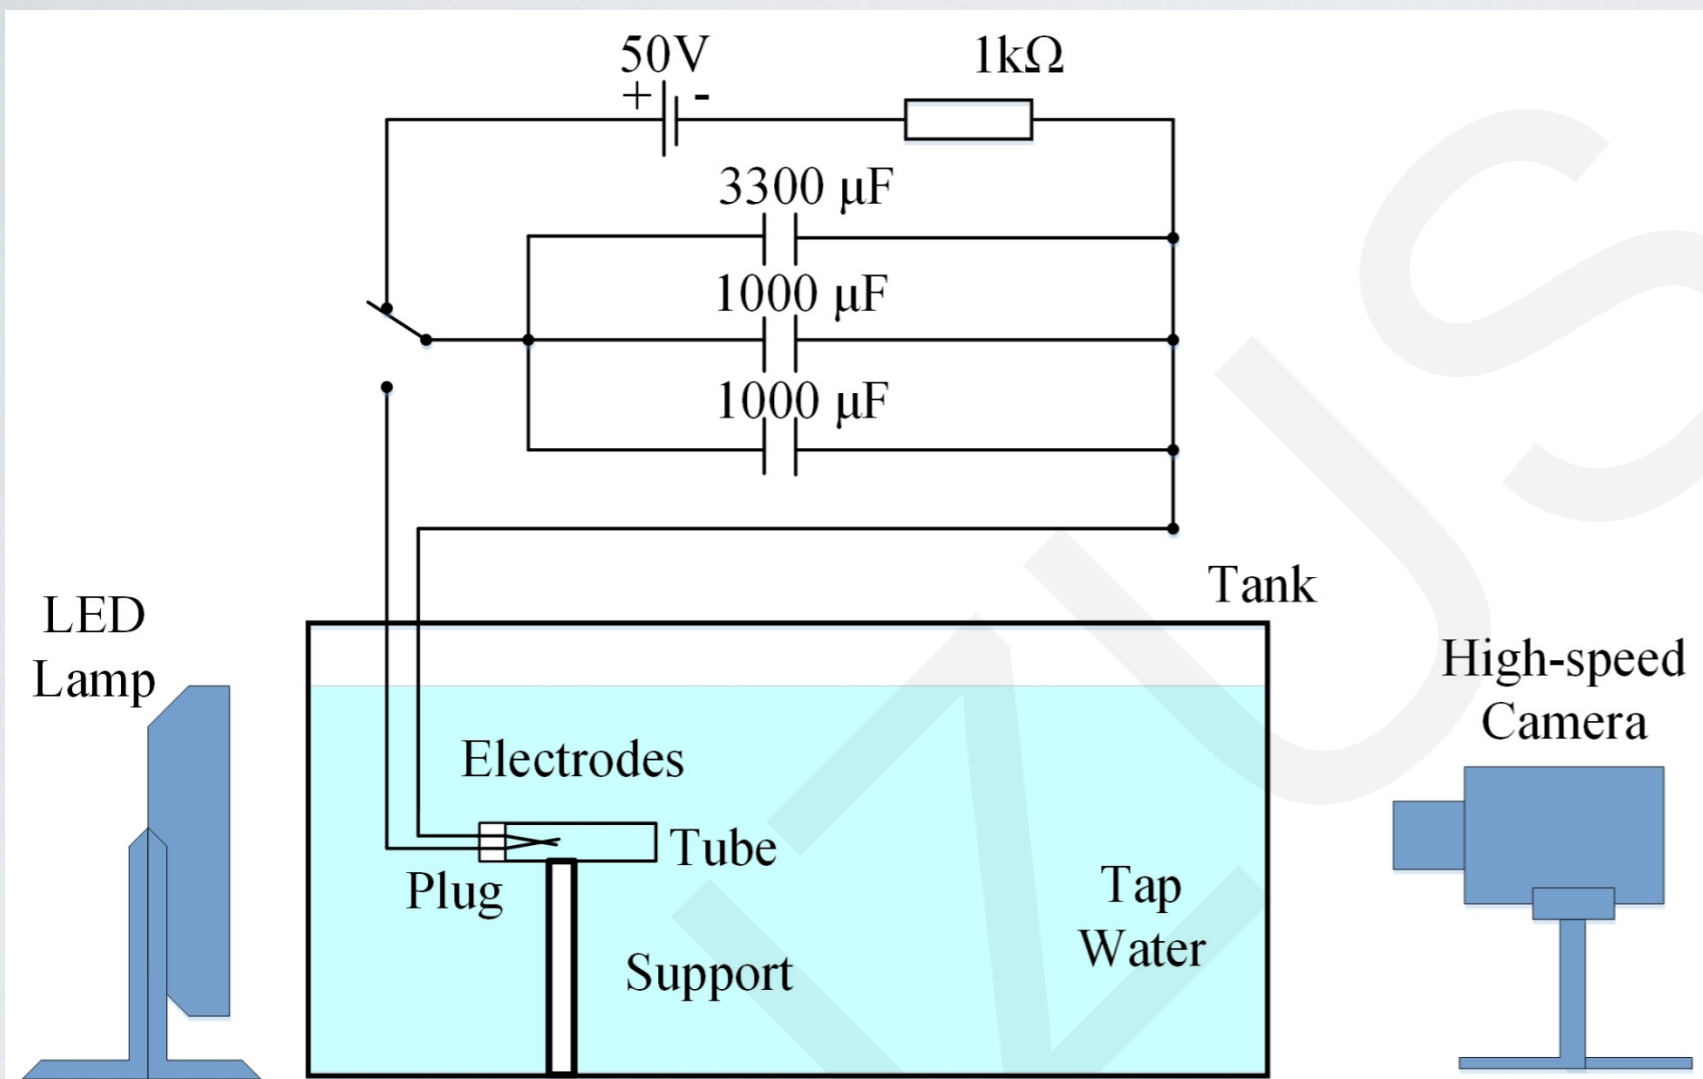 50V
1kΩ
+ -
3300 μF
1000 μF
1000 μF
Tank
LED
Lamp
High-speed
Camera
Electrodes
Tube
Plug
Tap
Water
Support
ZUS